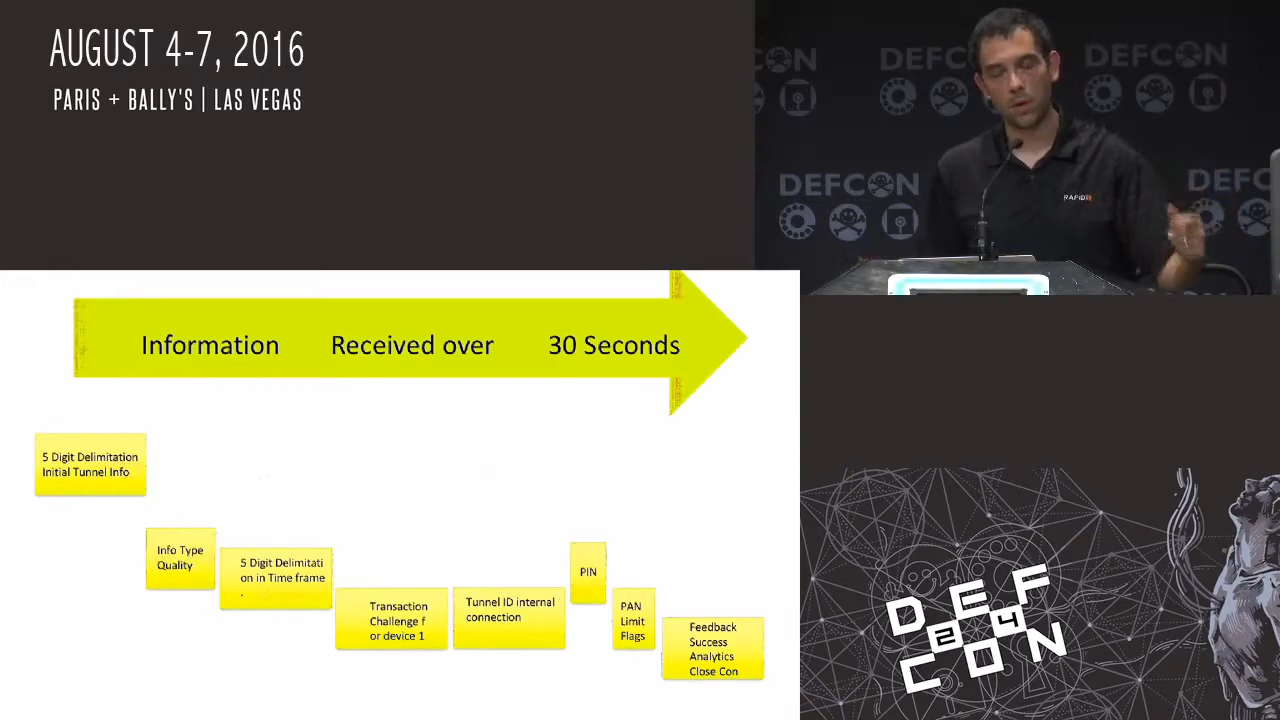 AUGUST 4-7, 2016
PARIS + BALLY'S | LAS VEGAS
DEFCON
DEFCON
DEFCON
DEFCON
DEFC
RAPID7
Information Received over 30 Seconds
5 Digit Delimitation
Initial Tunnel Info
Info Type
Quality
5 Digit Delimitati
on in Time frame
.
Transaction
Challenge f
or device 1
Tunnel ID internal
connection
PIN
PAN
Limit
Flags
Feedback
Success
Analytics
Close Con
DEF
24
CON